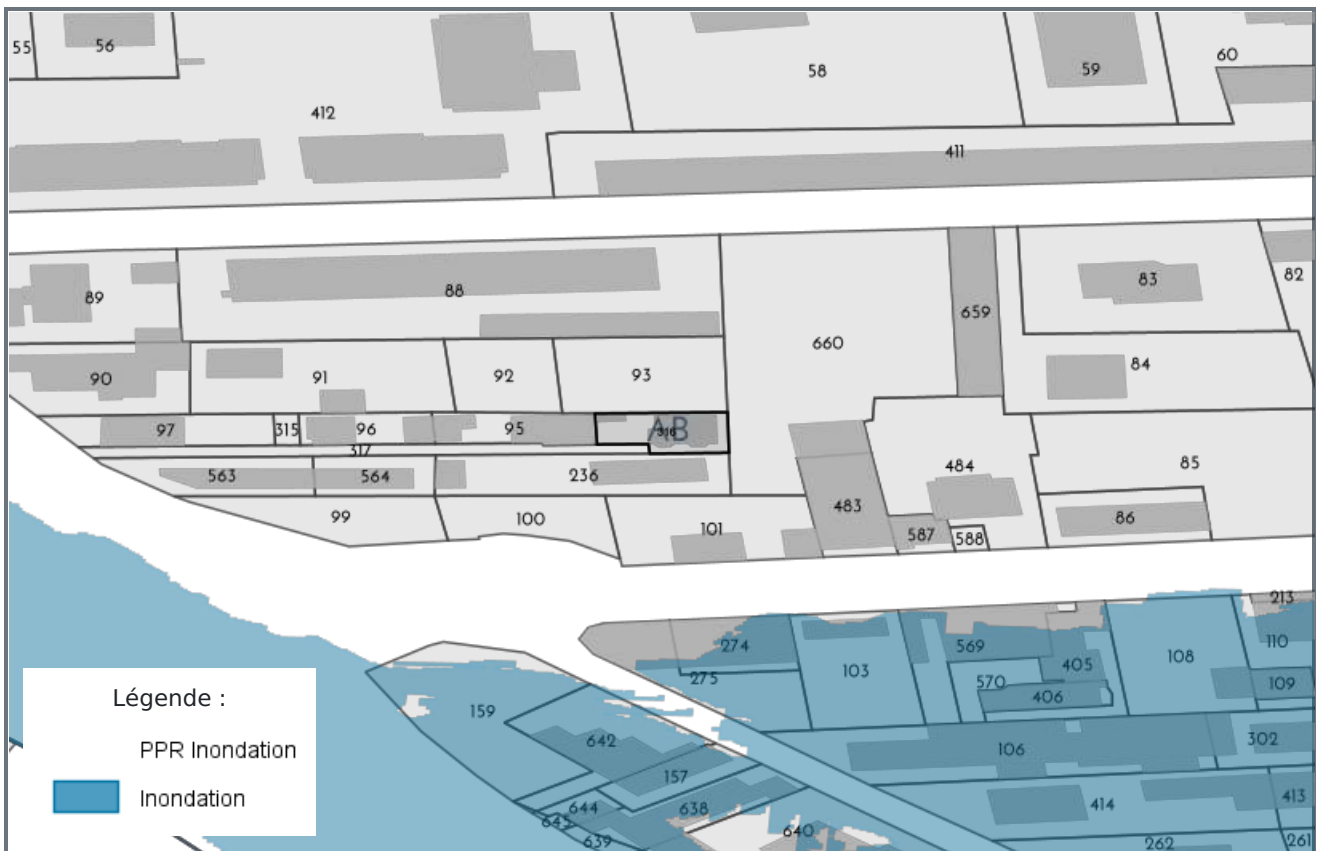 55 56 58 59 60
412 411
89 88 659 83 82
660 84
90 91 92 93
97 315 96 95 316 AB
317
563 564 236 484 85
99 100 101 483 587 588 86
213
274 569 110
275 103 405 108
570 406 109
159
642 106 302
157
644 638 414 413
645 639 640 262 261
Légende :
PPR Inondation
Inondation